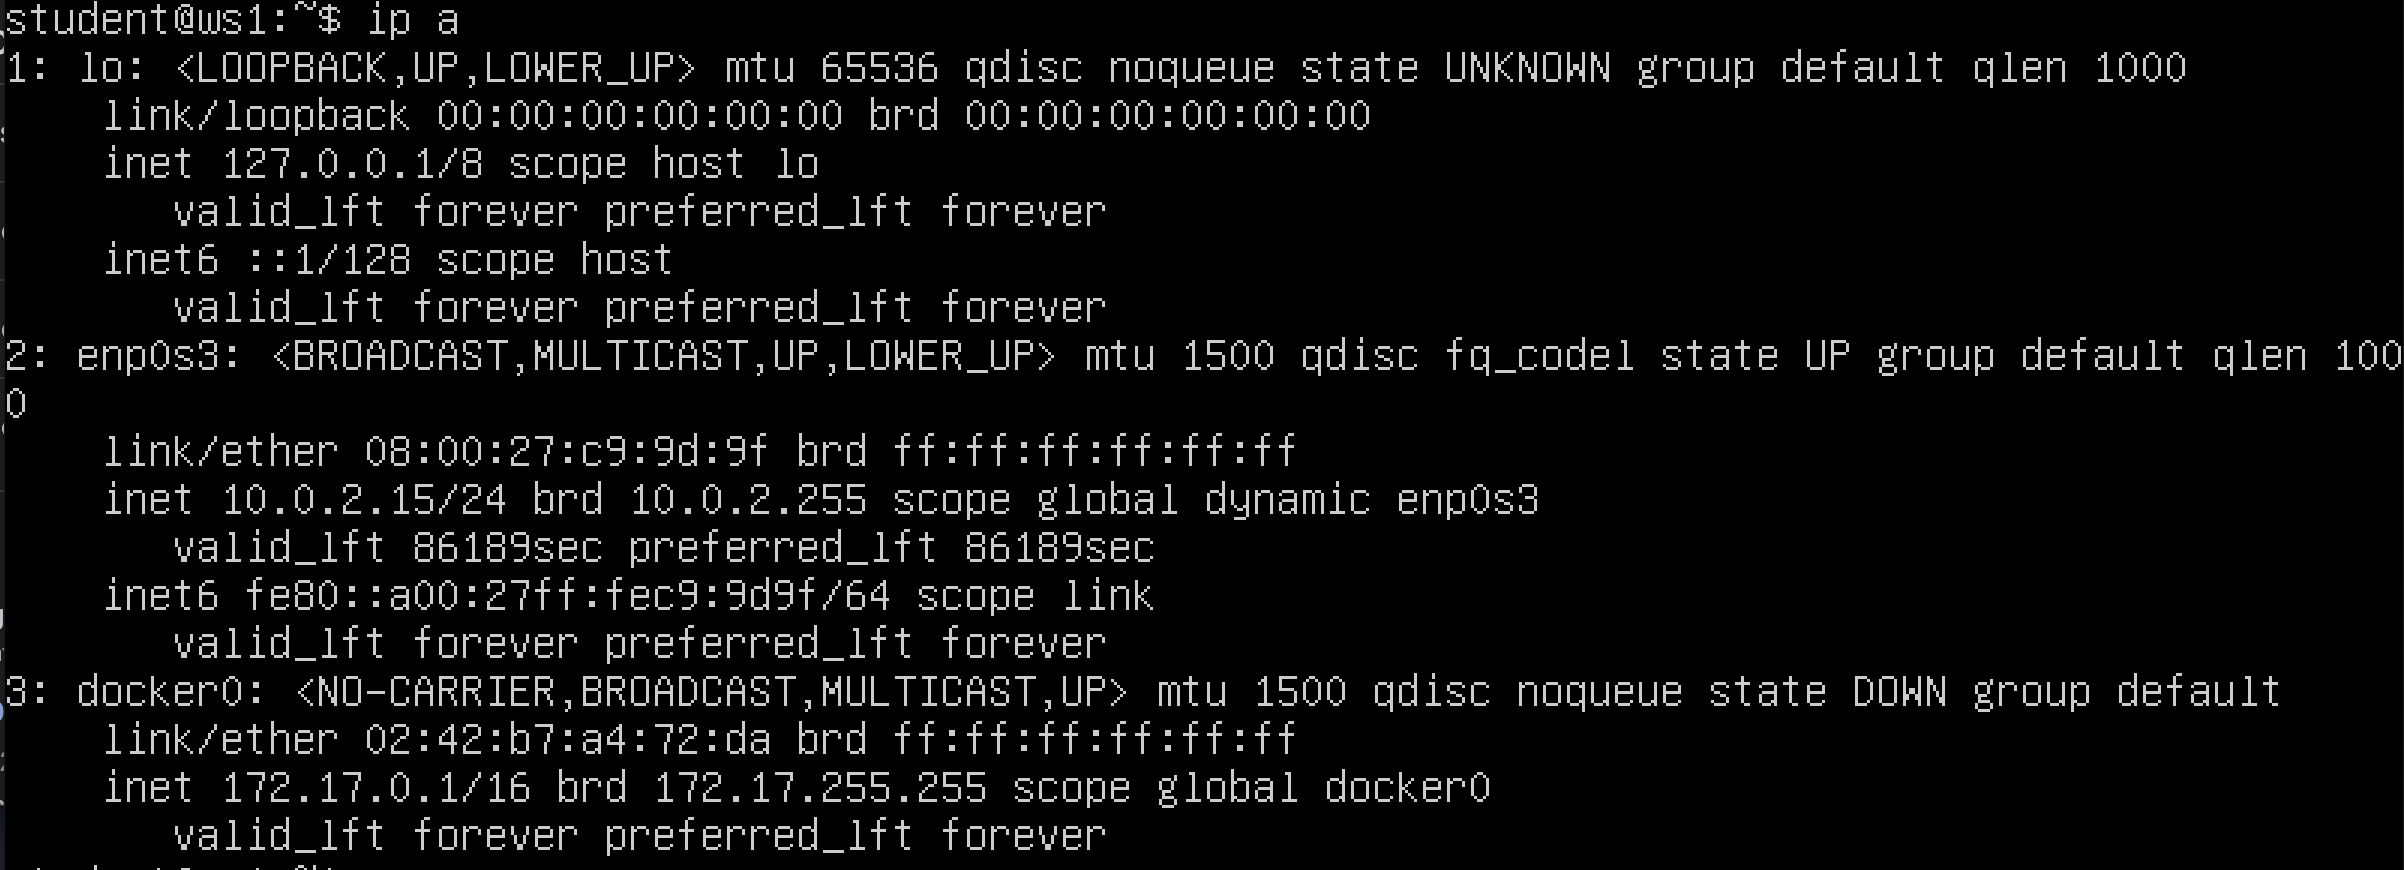 student@ws1:~$ ip a
1: lo: <LOOPBACK,UP,LOWER_UP> mtu 65536 qdisc noqueue state UNKNOWN group default qlen 1000
    link/loopback 00:00:00:00:00:00 brd 00:00:00:00:00:00
    inet 127.0.0.1/8 scope host lo
       valid_lft forever preferred_lft forever
    inet6 ::1/128 scope host
       valid_lft forever preferred_lft forever
2: enp0s3: <BROADCAST,MULTICAST,UP,LOWER_UP> mtu 1500 qdisc fq_codel state UP group default qlen 100
0
    link/ether 08:00:27:c9:9d:9f brd ff:ff:ff:ff:ff:ff
    inet 10.0.2.15/24 brd 10.0.2.255 scope global dynamic enp0s3
       valid_lft 86189sec preferred_lft 86189sec
    inet6 fe80::a00:27ff:fec9:9d9f/64 scope link
       valid_lft forever preferred_lft forever
3: docker0: <NO-CARRIER,BROADCAST,MULTICAST,UP> mtu 1500 qdisc noqueue state DOWN group default
    link/ether 02:42:b7:a4:72:da brd ff:ff:ff:ff:ff:ff
    inet 172.17.0.1/16 brd 172.17.255.255 scope global docker0
       valid_lft forever preferred_lft forever